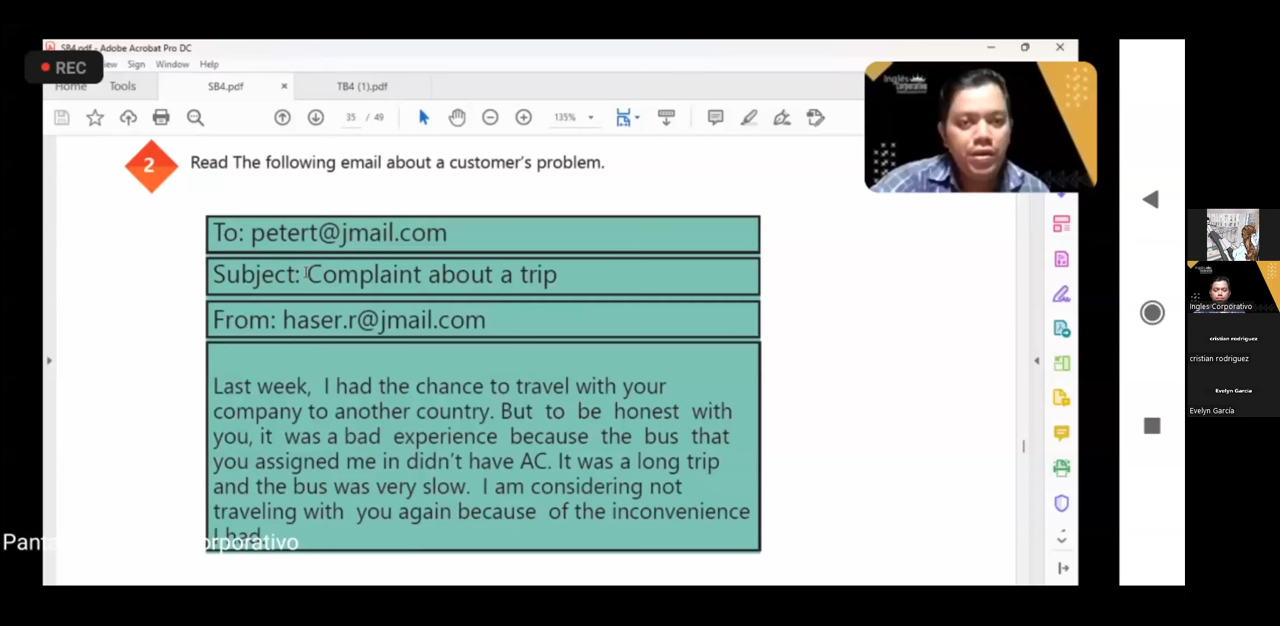 SB4.pdf - Adobe Acrobat Pro DC
REC
Sign Window Help
Home Tools SB4.pdf TB4 (1).pdf
35 / 49 135%
Inglés
Corporativo
2 Read The following email about a customer's problem.
To: petert@jmail.com
Subject: Complaint about a trip
From: haser.r@jmail.com
Last week, I had the chance to travel with your
company to another country. But to be honest with
you, it was a bad experience because the bus that
you assigned me in didn't have AC. It was a long trip
and the bus was very slow. I am considering not
traveling with you again because of the inconvenience
I had
Ingles Corporativo
cristian rodriguez
cristian rodriguez
Evelyn Garcia
Evelyn García